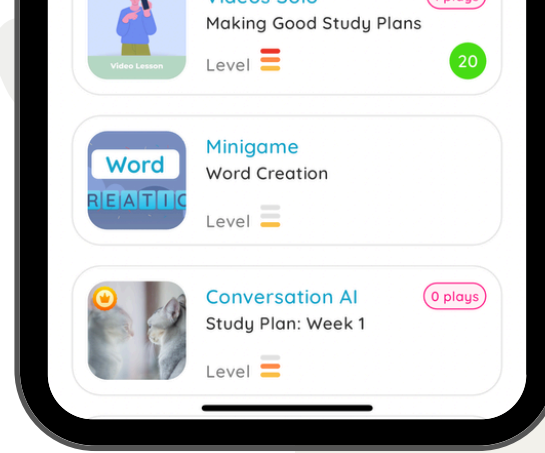 Making Good Study Plans
Video Lesson
Level
20
Word
REATIC
Minigame
Word Creation
Level
Conversation AI
0 plays
Study Plan: Week 1
Level